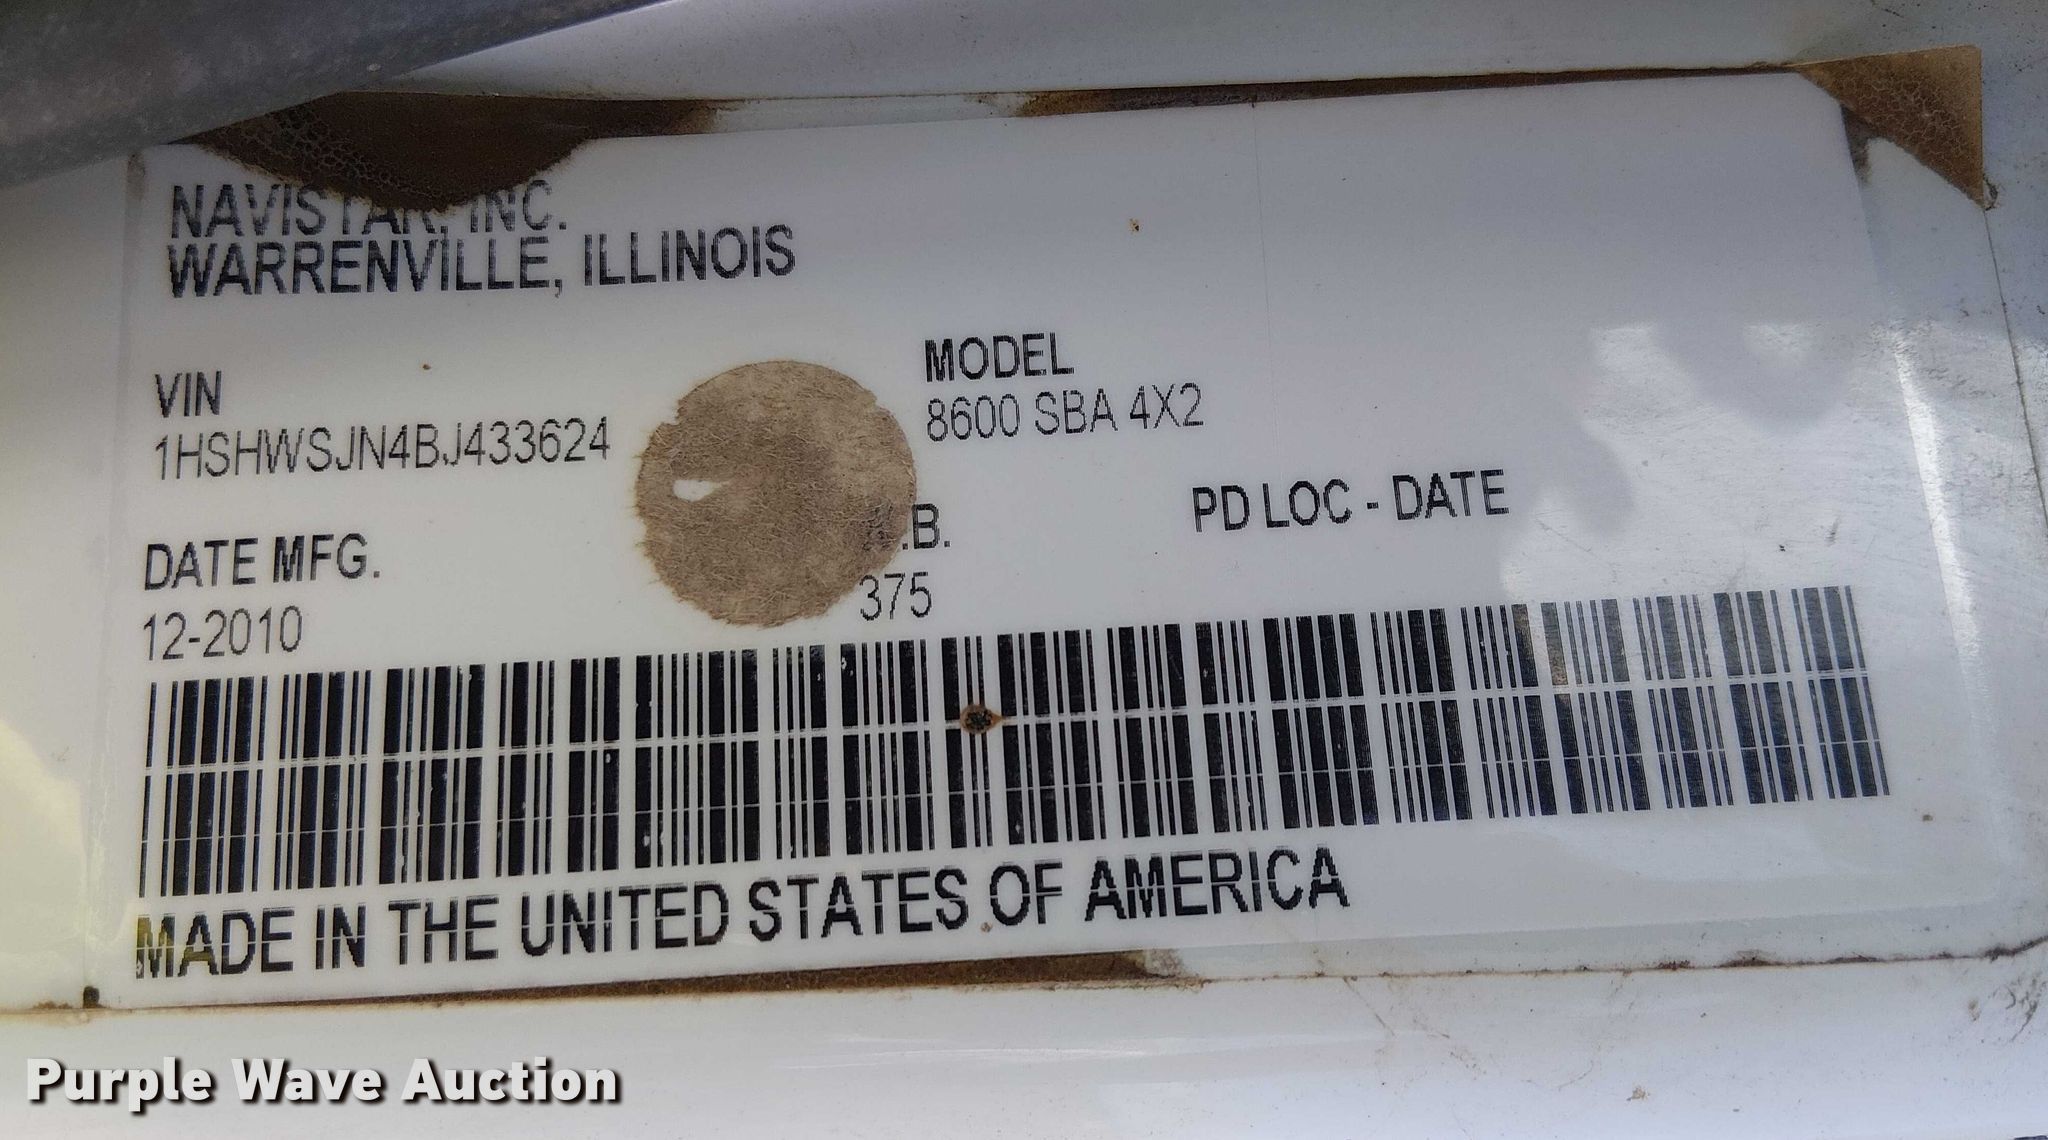 NAVISTAR, INC.
WARRENVILLE, ILLINOIS
VIN
1HSHWSJN4BJ433624
MODEL
8600 SBA 4X2
DATE MFG.
12-2010
.B.
375
PD LOC - DATE
MADE IN THE UNITED STATES OF AMERICA
Purple Wave Auction